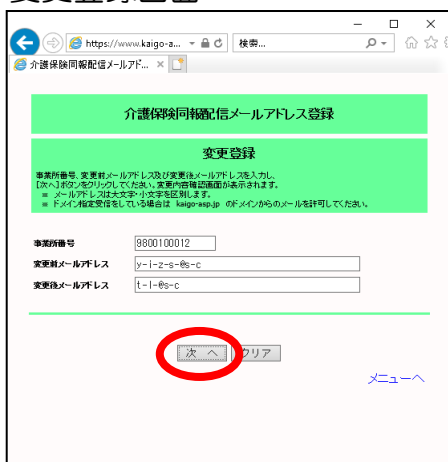 https://www.kaigo-a...
検索...
介護保険同報配信メールアド...
介護保険同報配信メールアドレス登録
変更登録
事業所番号、変更前メールアドレス及び変更後メールアドレスを入力し、
[次へ]ボタンをクリックしてください。変更内容確認画面が表示されます。
※ メールアドレスは大文字・小文字を区別します。
※ ドメイン指定受信をしている場合は kaigo-asp.jp のドメインからのメールを許可してください。
事業所番号 9800100012
変更前メールアドレス y-i-z-s-@s-c
変更後メールアドレス t-l-@s-c
次 へ クリア
メニューへ